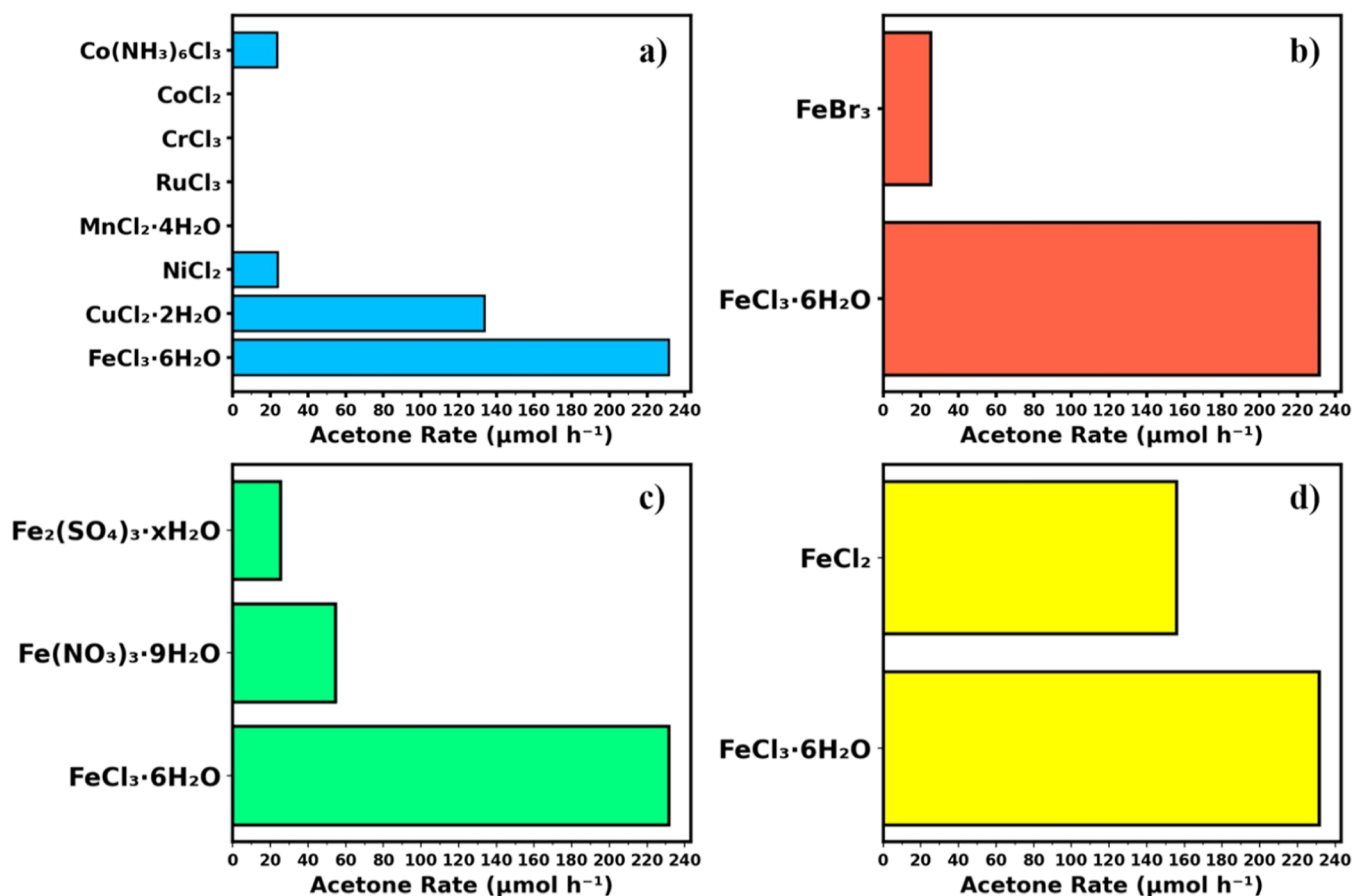 a)
Co(NH₃)₆Cl₃
CoCl₂
CrCl₃
RuCl₃
MnCl₂·4H₂O
NiCl₂
CuCl₂·2H₂O
FeCl₃·6H₂O
0 20 40 60 80 100 120 140 160 180 200 220 240
Acetone Rate (μmol h⁻¹)
b)
FeBr₃
FeCl₃·6H₂O
0 20 40 60 80 100 120 140 160 180 200 220 240
Acetone Rate (μmol h⁻¹)
c)
Fe₂(SO₄)₃·xH₂O
Fe(NO₃)₃·9H₂O
FeCl₃·6H₂O
0 20 40 60 80 100 120 140 160 180 200 220 240
Acetone Rate (μmol h⁻¹)
d)
FeCl₂
FeCl₃·6H₂O
0 20 40 60 80 100 120 140 160 180 200 220 240
Acetone Rate (μmol h⁻¹)